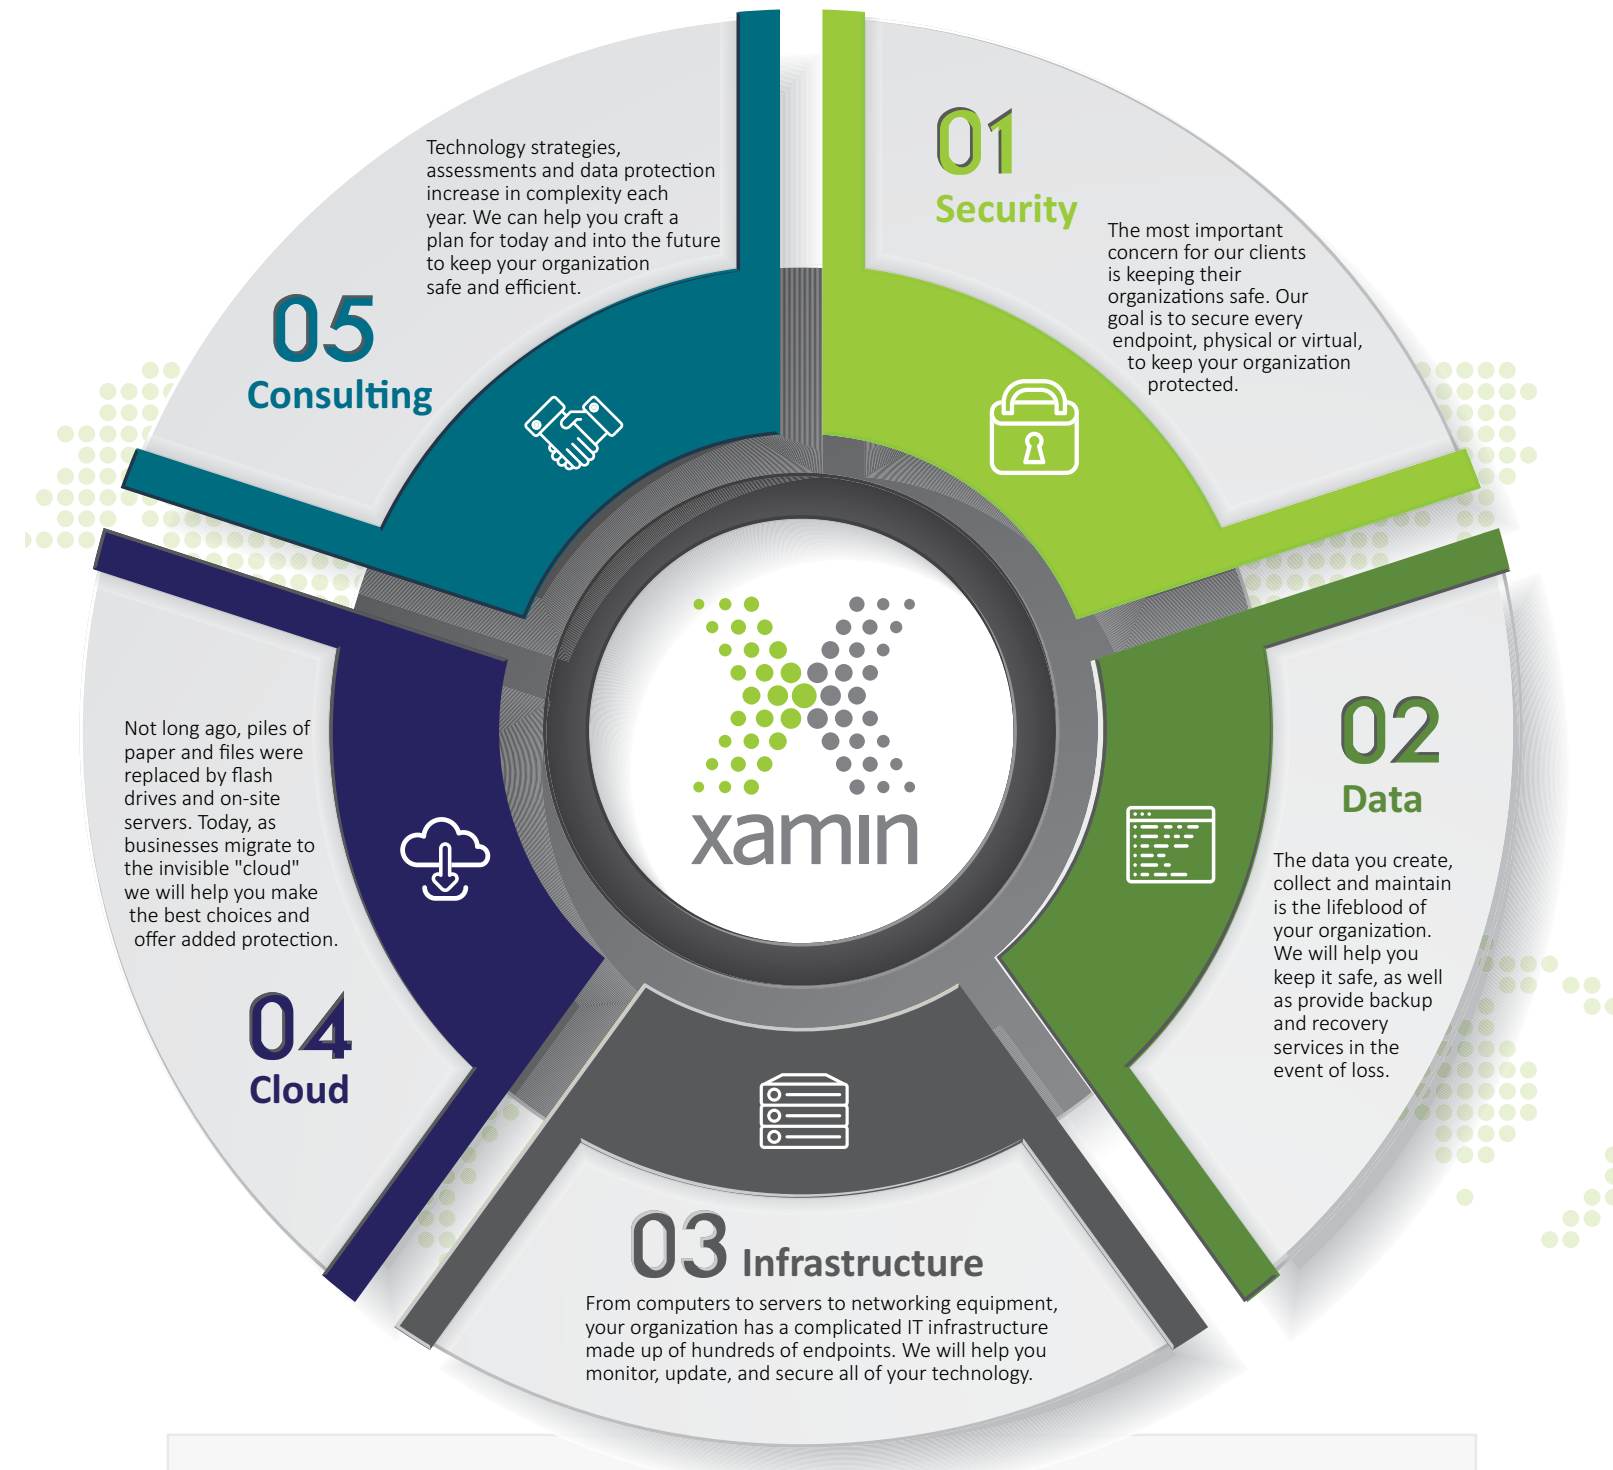 01
Security
The most important
concern for our clients
is keeping their
organizations safe. Our
goal is to secure every
endpoint, physical or virtual,
to keep your organization
protected.
02
Data
The data you create,
collect and maintain
is the lifeblood of
your organization.
We will help you
keep it safe, as well
as provide backup
and recovery
services in the
event of loss.
03 Infrastructure
From computers to servers to networking equipment,
your organization has a complicated IT infrastructure
made up of hundreds of endpoints. We will help you
monitor, update, and secure all of your technology.
Not long ago, piles of
paper and files were
replaced by flash
drives and on-site
servers. Today, as
businesses migrate to
the invisible "cloud"
we will help you make
the best choices and
offer added protection.
04
Cloud
Technology strategies,
assessments and data protection
increase in complexity each
year. We can help you craft a
plan for today and into the future
to keep your organization
safe and efficient.
05
Consulting
xamin